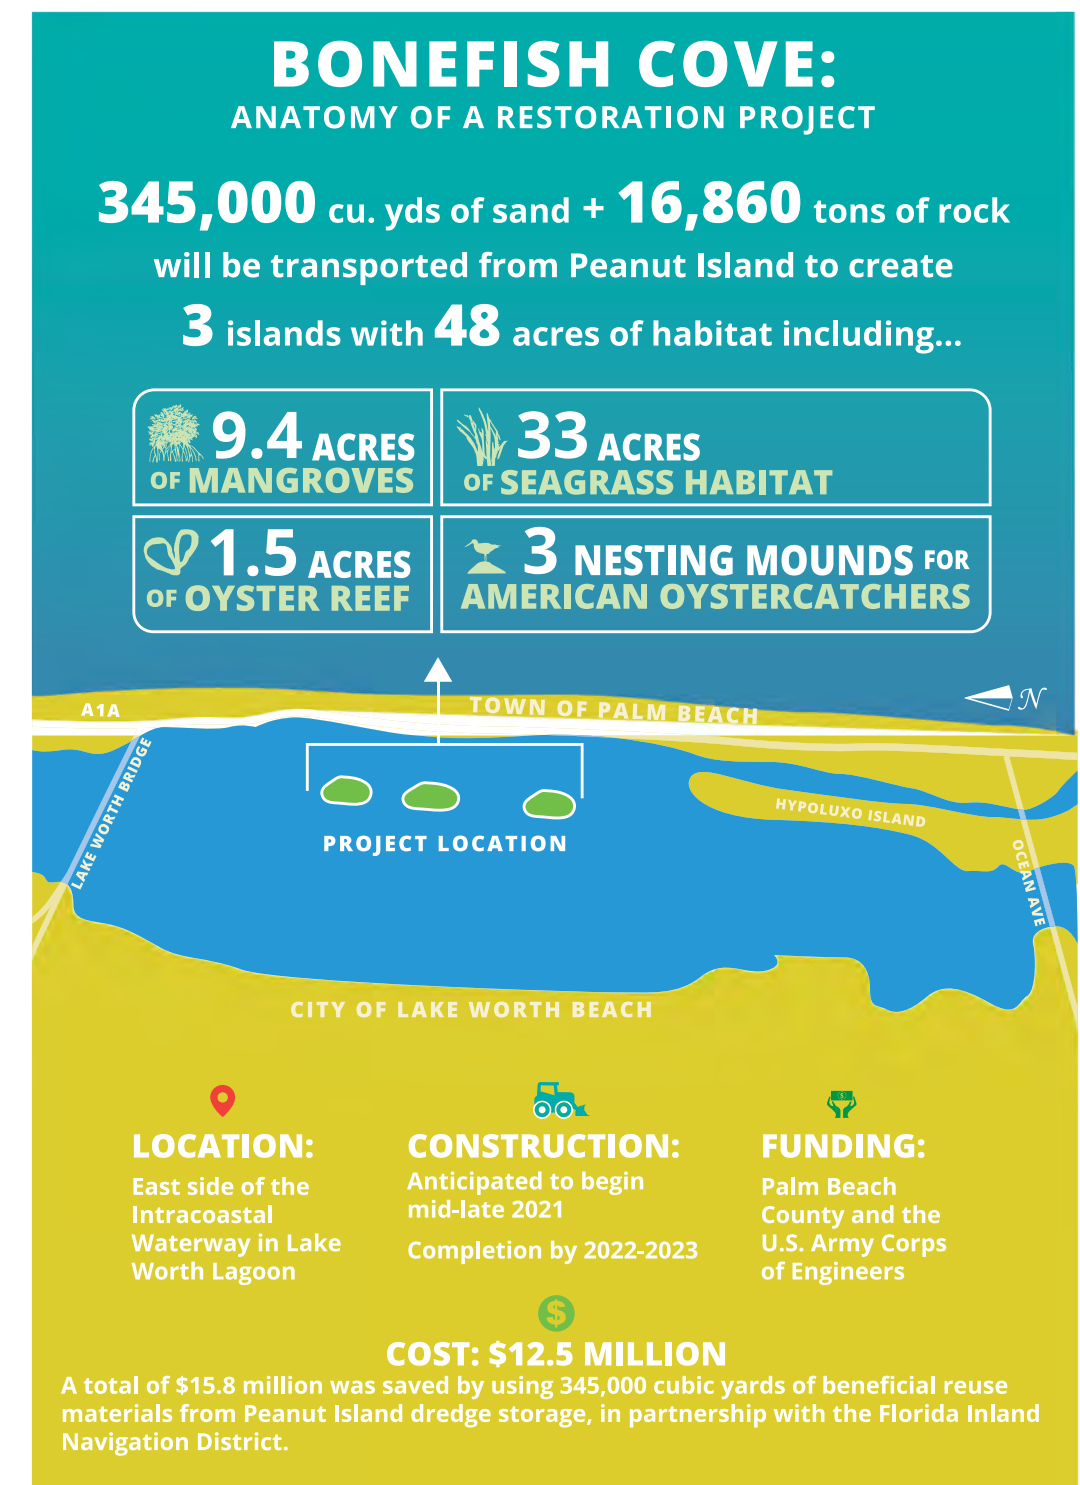 BONEFISH COVE:
ANATOMY OF A RESTORATION PROJECT
345,000 cu. yds of sand + 16,860 tons of rock
will be transported from Peanut Island to create
3 islands with 48 acres of habitat including...
9.4 ACRES
OF MANGROVES
33 ACRES
OF SEAGRASS HABITAT
1.5 ACRES
OF OYSTER REEF
3 NESTING MOUNDS FOR
AMERICAN OYSTERCATCHERS
A1A
TOWN OF PALM BEACH
N
LAKE WORTH BRIDGE
HYPOLUXO ISLAND
PROJECT LOCATION
OCEAN AVE
CITY OF LAKE WORTH BEACH
LOCATION:
East side of the
Intracoastal
Waterway in Lake
Worth Lagoon
CONSTRUCTION:
Anticipated to begin
mid-late 2021
Completion by 2022-2023
$
FUNDING:
Palm Beach
County and the
U.S. Army Corps
of Engineers
$
COST: $12.5 MILLION
A total of $15.8 million was saved by using 345,000 cubic yards of beneficial reuse
materials from Peanut Island dredge storage, in partnership with the Florida Inland
Navigation District.